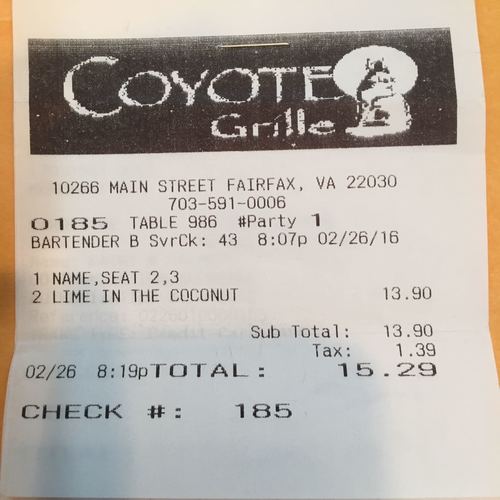 COYOTE
Grille
10266 MAIN STREET FAIRFAX, VA 22030
703-591-0006
0185 TABLE 986 #Party 1
BARTENDER B SvrCk: 43 8:07p 02/26/16
1 NAME,SEAT 2,3
2 LIME IN THE COCONUT 13.90
Sub Total: 13.90
Tax: 1.39
02/26 8:19pTOTAL: 15.29
CHECK #: 185